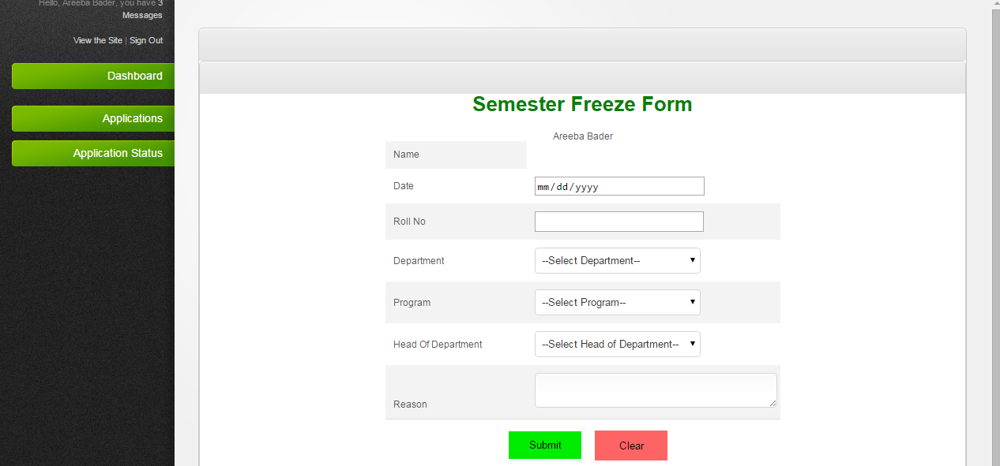 Hello, Areeba Bader, you have 3
Messages
View the Site | Sign Out
Dashboard
Applications
Application Status
Semester Freeze Form
Areeba Bader
Name
Date mm/dd/yyyy
Roll No
Department --Select Department--
Program --Select Program--
Head Of Department --Select Head of Department--
Reason
Submit Clear